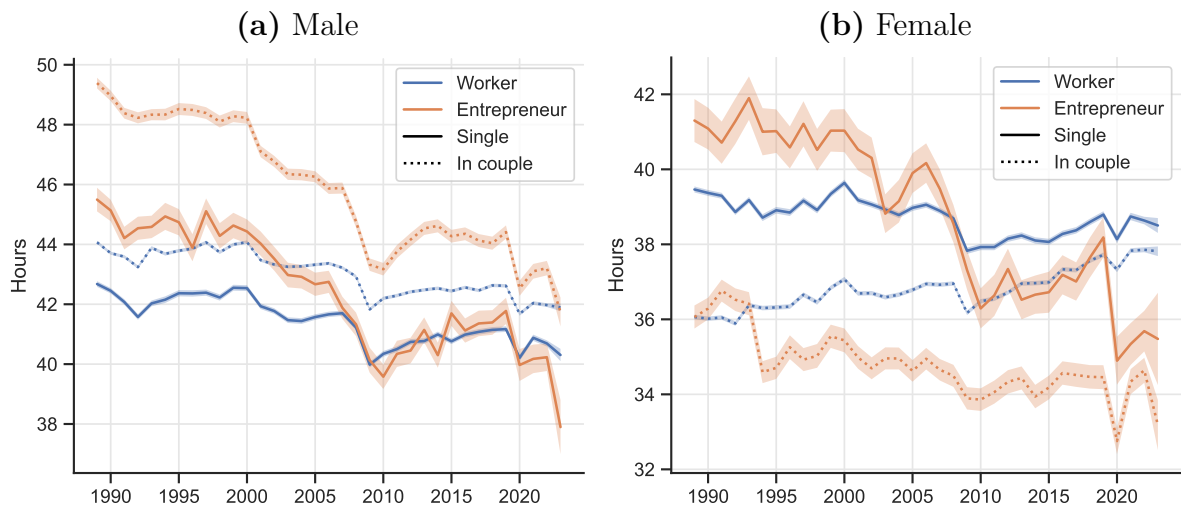 (a) Male
50
48
46
44
42
40
38
Hours
1990 1995 2000 2005 2010 2015 2020
Worker
Entrepreneur
Single
In couple
(b) Female
42
40
38
36
34
32
Hours
1990 1995 2000 2005 2010 2015 2020
Worker
Entrepreneur
Single
In couple